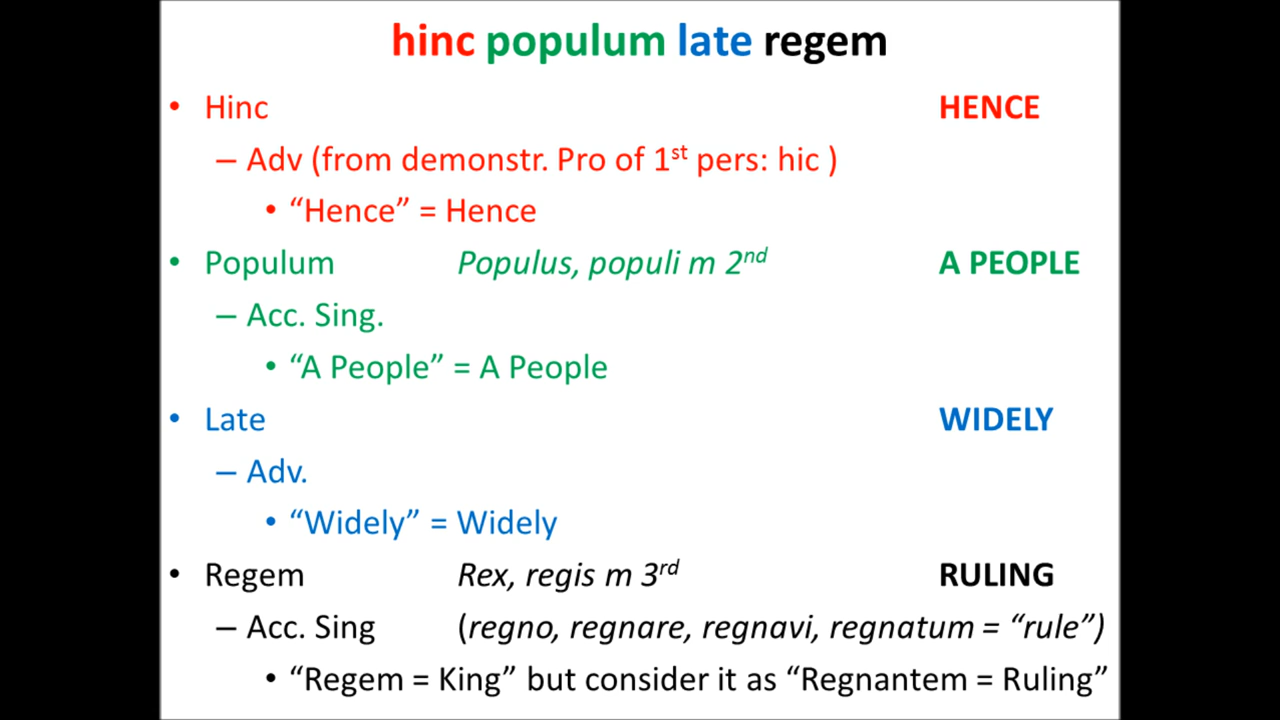 hinc populum late regem
• Hinc HENCE
– Adv (from demonstr. Pro of 1st pers: hic )
• “Hence” = Hence
• Populum Populus, populi m 2nd A PEOPLE
– Acc. Sing.
• “A People” = A People
• Late WIDELY
– Adv.
• “Widely” = Widely
• Regem Rex, regis m 3rd RULING
– Acc. Sing (regno, regnare, regnavi, regnatum = “rule”)
• “Regem = King” but consider it as “Regnantem = Ruling”